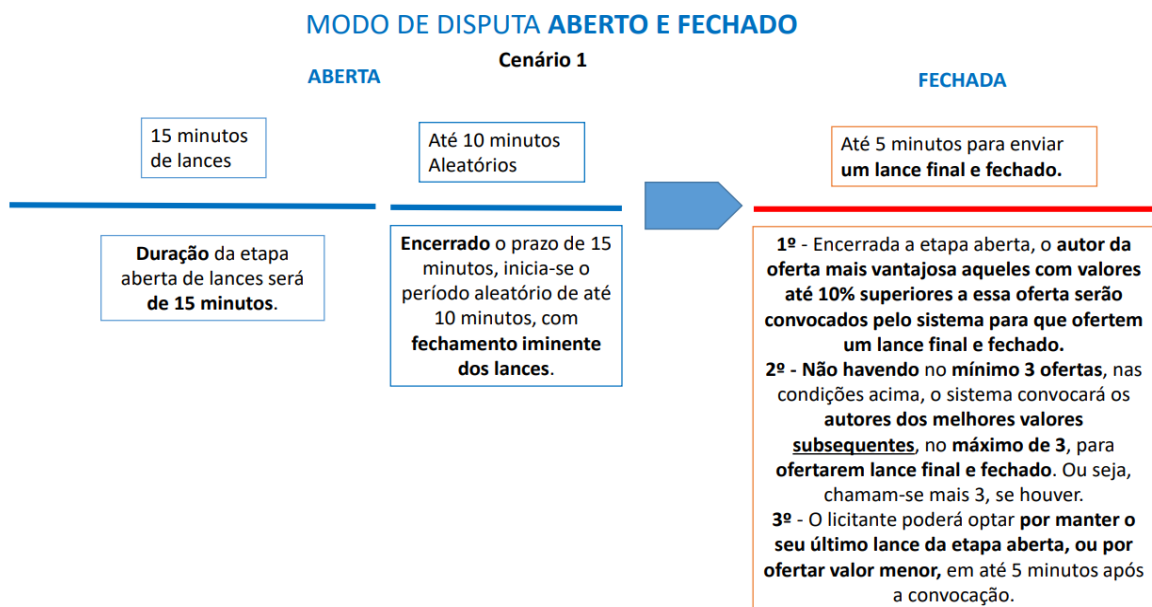 MODO DE DISPUTA ABERTO E FECHADO
Cenário 1
ABERTA
FECHADA
15 minutos
de lances
Até 10 minutos
Aleatórios
Até 5 minutos para enviar
um lance final e fechado.
Duração da etapa
aberta de lances será
de 15 minutos.
Encerrado o prazo de 15
minutos, inicia-se o
período aleatório de até
10 minutos, com
fechamento iminente
dos lances.
1º - Encerrada a etapa aberta, o autor da
oferta mais vantajosa aqueles com valores
até 10% superiores a essa oferta serão
convocados pelo sistema para que ofertem
um lance final e fechado.
2º - Não havendo no mínimo 3 ofertas, nas
condições acima, o sistema convocará os
autores dos melhores valores
subsequentes, no máximo de 3, para
ofertarem lance final e fechado. Ou seja,
chamam-se mais 3, se houver.
3º - O licitante poderá optar por manter o
seu último lance da etapa aberta, ou por
ofertar valor menor, em até 5 minutos após
a convocação.